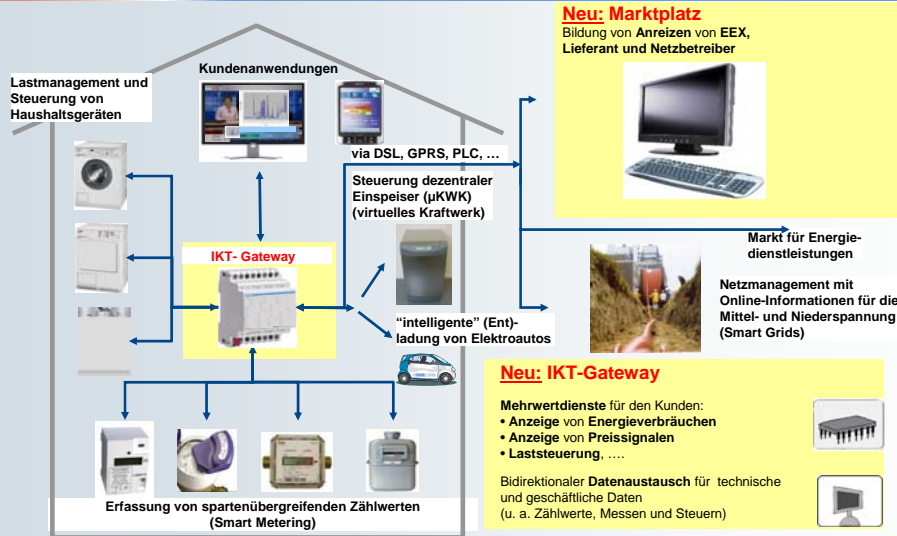 Neu: Marktplatz
Bildung von Anreizen von EEX,
Lieferant und Netzbetreiber
Kundenanwendungen
Lastmanagement und
Steuerung von
Haushaltsgeräten
via DSL, GPRS, PLC, ...
Steuerung dezentraler
Einspeiser (µKWK)
(virtuelles Kraftwerk)
IKT- Gateway
Markt für Energie-
dienstleistungen
Netzmanagement mit
Online-Informationen für die
Mittel- und Niederspannung
(Smart Grids)
“intelligente” (Ent)-
ladung von Elektroautos
Neu: IKT-Gateway
Mehrwertdienste für den Kunden:
• Anzeige von Energieverbräuchen
• Anzeige von Preissignalen
• Laststeuerung, ….
Bidirektionaler Datenaustausch für technische
und geschäftliche Daten
(u. a. Zählwerte, Messen und Steuern)
Erfassung von spartenübergreifenden Zählwerten
(Smart Metering)